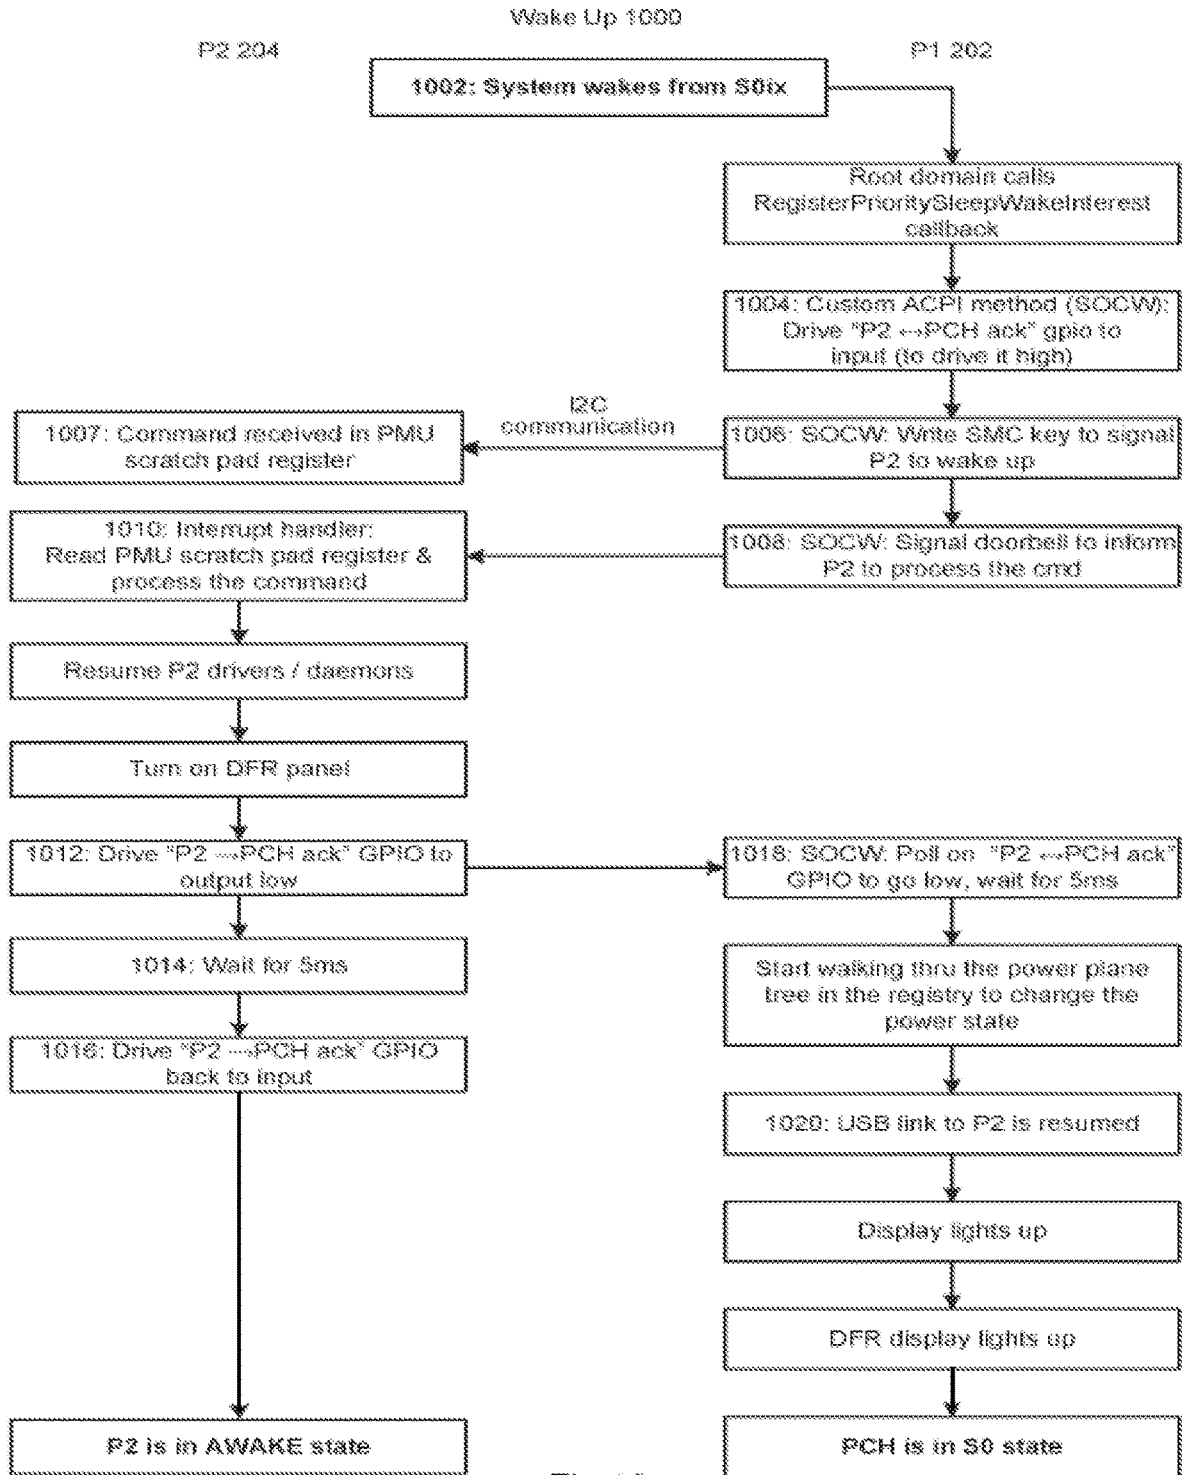 Wake Up 1000
P2 204
P1 202
1002: System wakes from S0ix
Root domain calls
RegisterPrioritySleepWakeInterest
callback
1004: Custom ACPI method (SOCW):
Drive "P2 ↔PCH ack" gpio to
input (to drive it high)
I2C
communication
1006: SOCW: Write SMC key to signal
P2 to wake up
1007: Command received in PMU
scratch pad register
1008: SOCW: Signal doorbell to inform
P2 to process the cmd
1010: Interrupt handler:
Read PMU scratch pad register &
process the command
Resume P2 drivers / daemons
Turn on DFR panel
1012: Drive "P2 →PCH ack" GPIO to
output low
1018: SOCW: Poll on "P2 ↔PCH ack"
GPIO to go low, wait for 5ms
1014: Wait for 5ms
Start walking thru the power plane
tree in the registry to change the
power state
1016: Drive "P2 →PCH ack" GPIO
back to input
1020: USB link to P2 is resumed
Display lights up
DFR display lights up
P2 is in AWAKE state
PCH is in S0 state